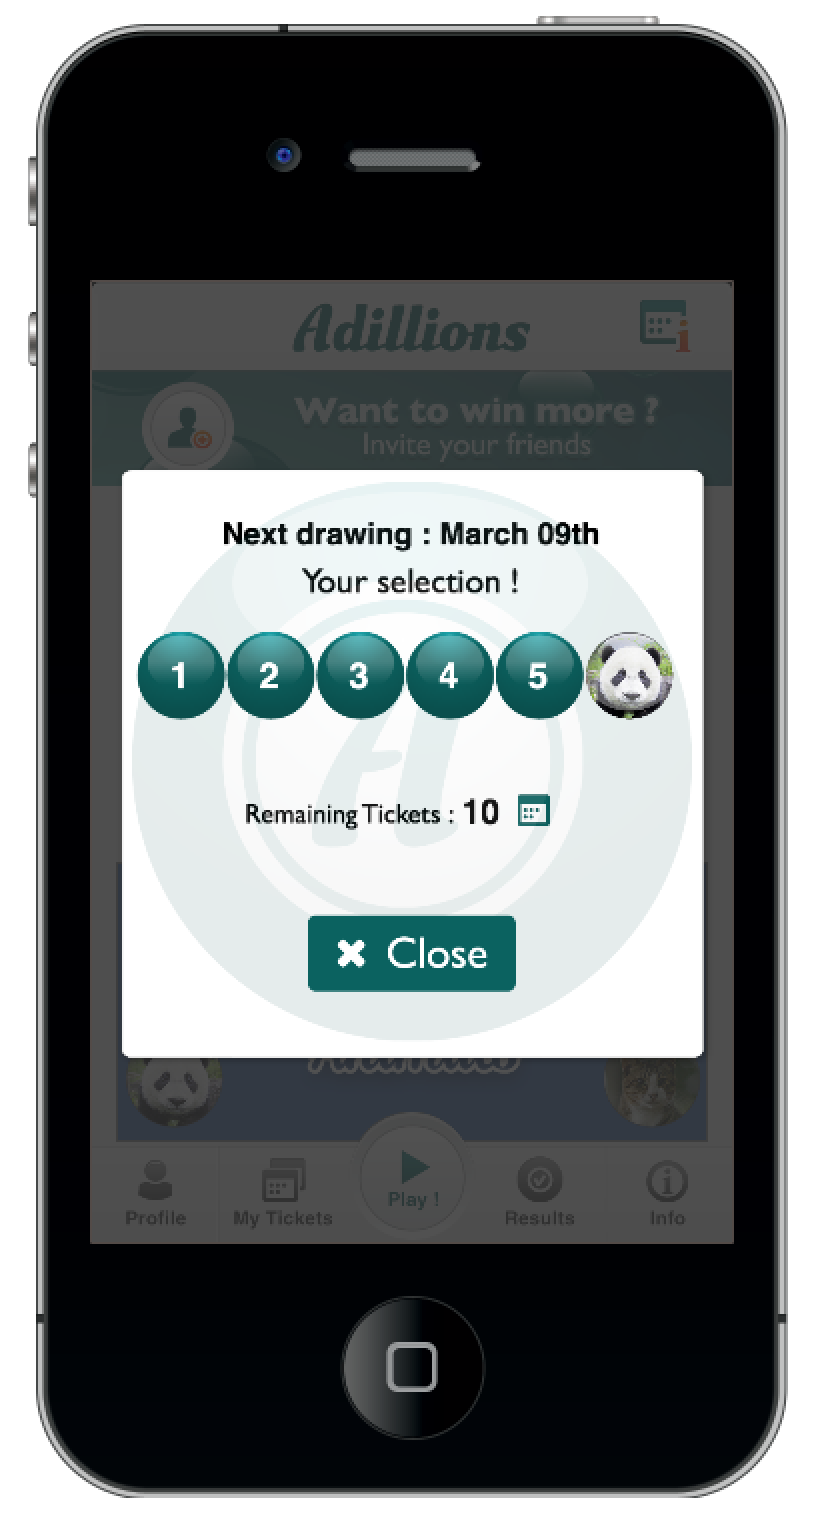 Adillions
Want to win more ?
Invite your friends
Next drawing : March 09th
Your selection !
1 2 3 4 5
Remaining Tickets : 10
Close
Profile
My Tickets
Play !
Results
Info